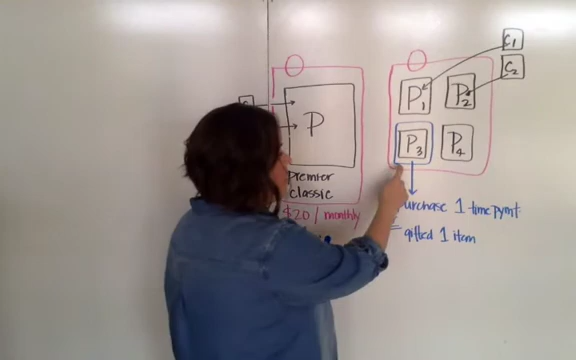 C1
C2
P1
P2
P
P3
P4
premier
classic
$20 / monthly
purchase 1 time pymt
= gifted 1 item